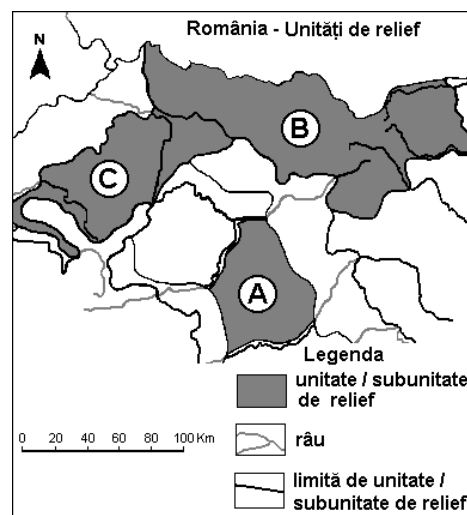 România - Unități de relief
N
B
C
A
Legenda
unitate / subunitate
de relief
râu
limită de unitate /
subunitate de relief
0 20 40 60 80 100 Km